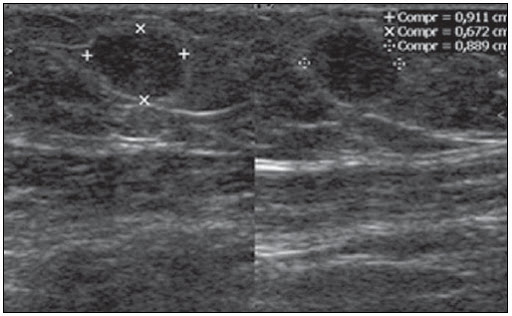 + Compr = 0,911 cm
× Compr = 0,672 cm
⁘ Compr = 0,889 cm